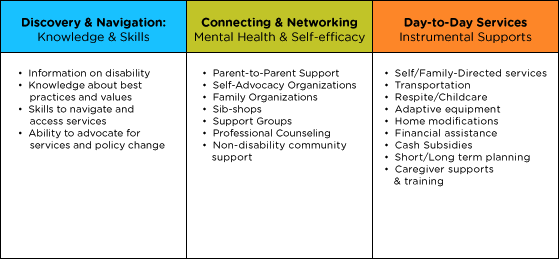 Discovery & Navigation:
Knowledge & Skills
• Information on disability
• Knowledge about best
practices and values
• Skills to navigate and
access services
• Ability to advocate for
services and policy change
Connecting & Networking
Mental Health & Self-efficacy
• Parent-to-Parent Support
• Self-Advocacy Organizations
• Family Organizations
• Sib-shops
• Support Groups
• Professional Counseling
• Non-disability community
support
Day-to-Day Services
Instrumental Supports
• Self/Family-Directed services
• Transportation
• Respite/Childcare
• Adaptive equipment
• Home modifications
• Financial assistance
• Cash Subsidies
• Short/Long term planning
• Caregiver supports
& training